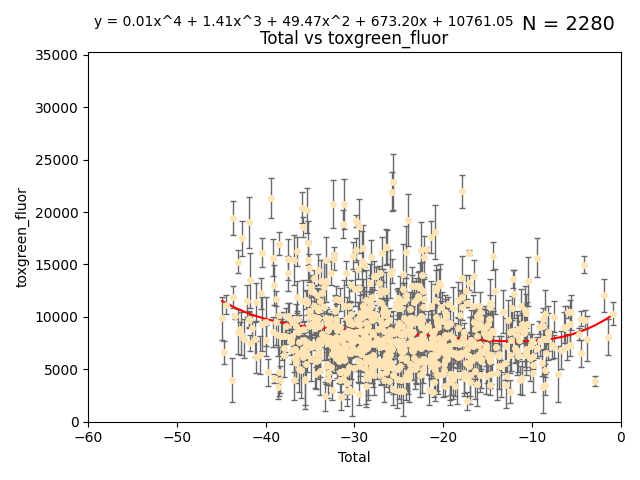 y = 0.01x^4 + 1.41x^3 + 49.47x^2 + 673.20x + 10761.05 N = 2280
Total vs toxgreen_fluor
35000
30000
25000
20000
15000
10000
5000
0
toxgreen_fluor
−60 −50 −40 −30 −20 −10 0
Total